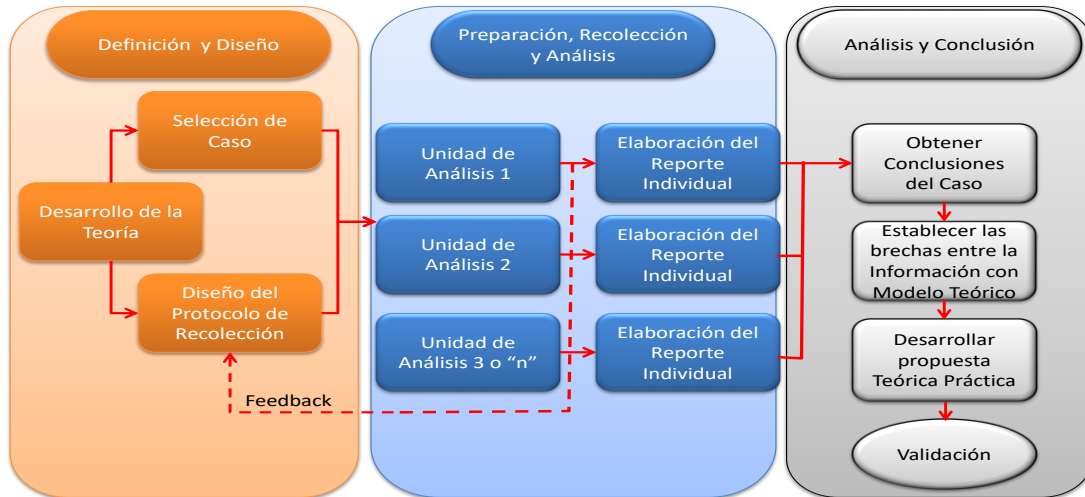 Definición y Diseño
Selección de
Caso
Desarrollo de la
Teoría
Diseño del
Protocolo de
Recolección
Preparación, Recolección
y Análisis
Unidad de
Análisis 1
Elaboración del
Reporte
Individual
Unidad de
Análisis 2
Elaboración del
Reporte
Individual
Unidad de
Análisis 3 o “n”
Elaboración del
Reporte
Individual
Feedback
Análisis y Conclusión
Obtener
Conclusiones
del Caso
Establecer las
brechas entre la
Información con
Modelo Teórico
Desarrollar
propuesta
Teórica Práctica
Validación